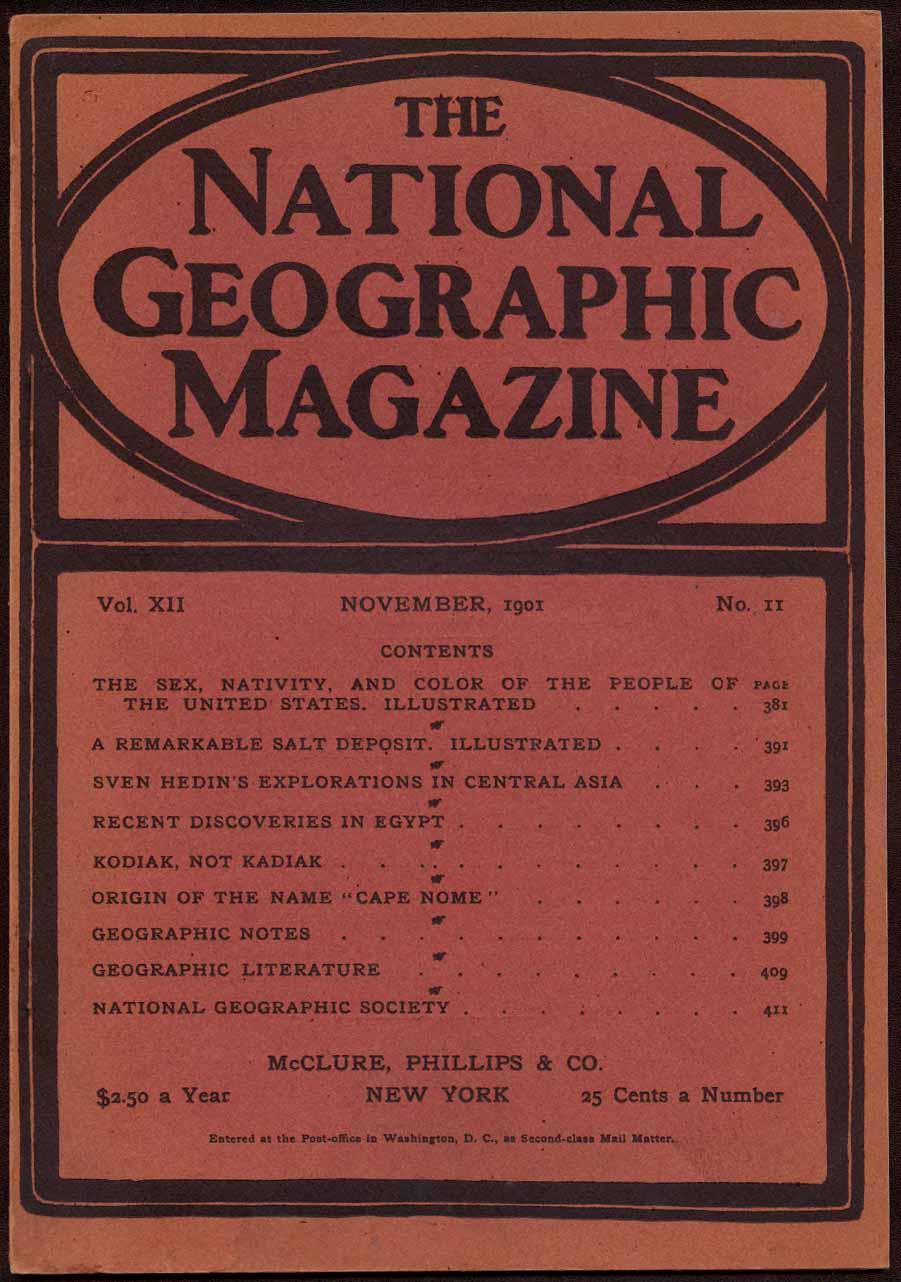 THE
NATIONAL
GEOGRAPHIC
MAGAZINE
Vol. XII NOVEMBER, 1901 No. 11
CONTENTS
THE SEX, NATIVITY, AND COLOR OF THE PEOPLE OF PAGE
THE UNITED STATES. ILLUSTRATED . . . . . 381
A REMARKABLE SALT DEPOSIT. ILLUSTRATED . . . . 391
SVEN HEDIN'S EXPLORATIONS IN CENTRAL ASIA . . . 393
RECENT DISCOVERIES IN EGYPT . . . . . . . . 396
KODIAK, NOT KADIAK . . . . . . . . . . 397
ORIGIN OF THE NAME "CAPE NOME" . . . . . . 398
GEOGRAPHIC NOTES . . . . . . . . . . 399
GEOGRAPHIC LITERATURE . . . . . . . . 409
NATIONAL GEOGRAPHIC SOCIETY . . . . . . . . 411
McCLURE, PHILLIPS & CO.
$2.50 a Year NEW YORK 25 Cents a Number
Entered at the Post-office in Washington, D. C., as Second-class Mail Matter.